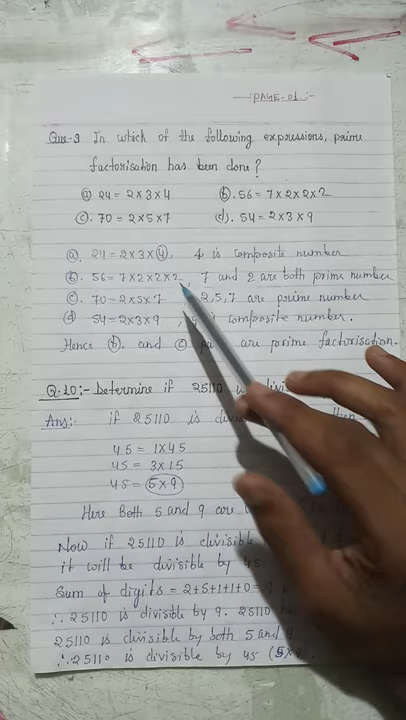 —:PAGE-01:-
Que-9 In which of the following expressions, prime
factorisation has been done?
(a) 24 = 2×3×4 (b). 56 = 7×2×2×2
(c). 70 = 2×5×7 (d). 54 = 2×3×9
(a). 24 = 2×3×4, 4 is composite number
(b). 56 = 7×2×2×2, 7 and 2 are both prime number
(c). 70 = 2×5×7 2,5,7 are prime number
(d) 54 = 2×3×9 , composite number.
Hence (b). and (c) are prime factorisation.
Q.10:- Determine if 25110 is
Ans:- if 25110 is
45 = 1×45
45 = 3×15
45 = 5×9
Here Both 5 and 9 are
Now if 25110 is
it will be divisible by 45
Sum of digits = 2+5+1+1+0=9
∴ 25110 is divisible by 9. 25110
25110 is divisible by both 5 and
∴ 25110 is divisible by 45 (5×